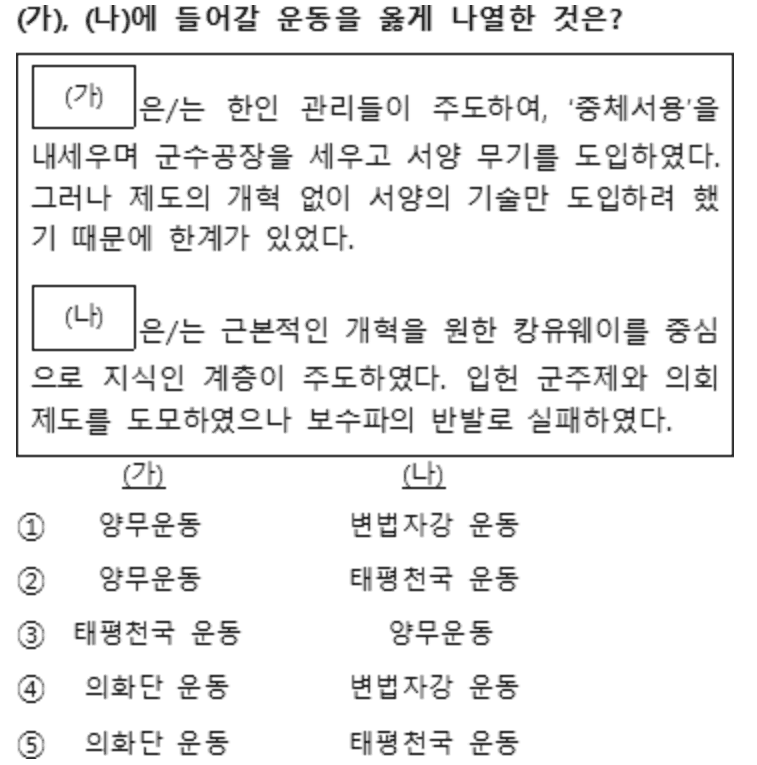 (가), (나)에 들어갈 운동을 옳게 나열한 것은?
(가) 은/는 한인 관리들이 주도하여, '중체서용'을
내세우며 군수공장을 세우고 서양 무기를 도입하였다.
그러나 제도의 개혁 없이 서양의 기술만 도입하려 했
기 때문에 한계가 있었다.
(나) 은/는 근본적인 개혁을 원한 캉유웨이를 중심
으로 지식인 계층이 주도하였다. 입헌 군주제와 의회
제도를 도모하였으나 보수파의 반발로 실패하였다.
(가) (나)
① 양무운동 변법자강 운동
② 양무운동 태평천국 운동
③ 태평천국 운동 양무운동
④ 의화단 운동 변법자강 운동
⑤ 의화단 운동 태평천국 운동